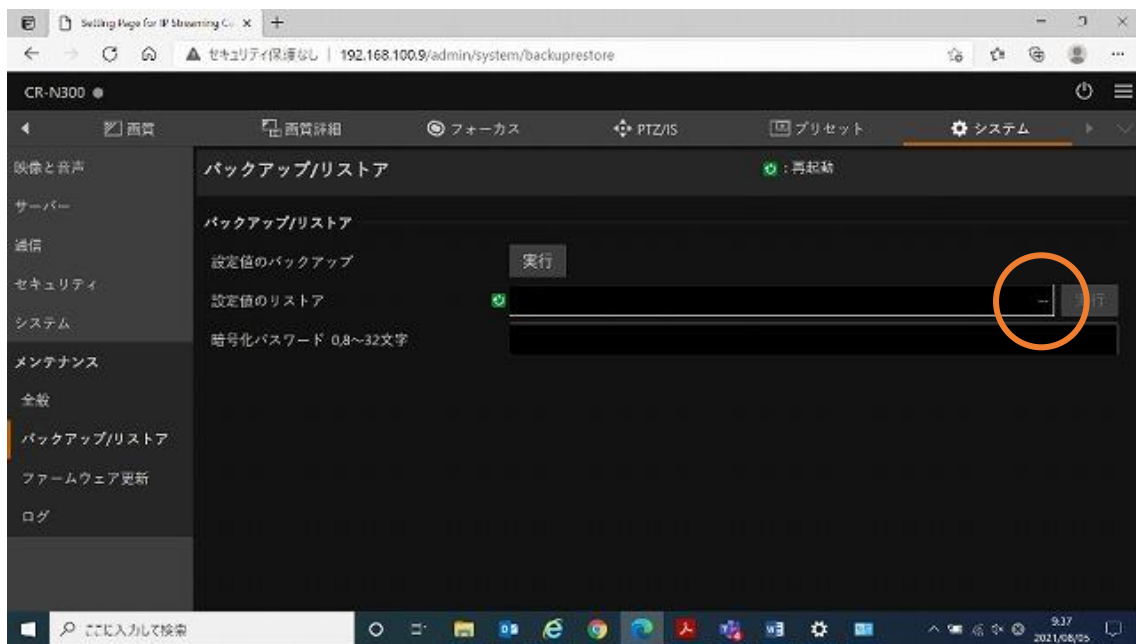 Setting Page for IP Streaming C
セキュリティ保護なし | 192.168.100.9/admin/system/backuprestore
CR-N300
画質
画質詳細
フォーカス
PTZ/IS
プリセット
システム
映像と音声
サーバー
通信
セキュリティ
システム
メンテナンス
全般
バックアップ/リストア
ファームウェア更新
ログ
バックアップ/リストア
:再起動
バックアップ/リストア
設定値のバックアップ
実行
設定値のリストア
...
実行
暗号化パスワード 0,8~32文字
ここに入力して検索
9:37
2021/08/05